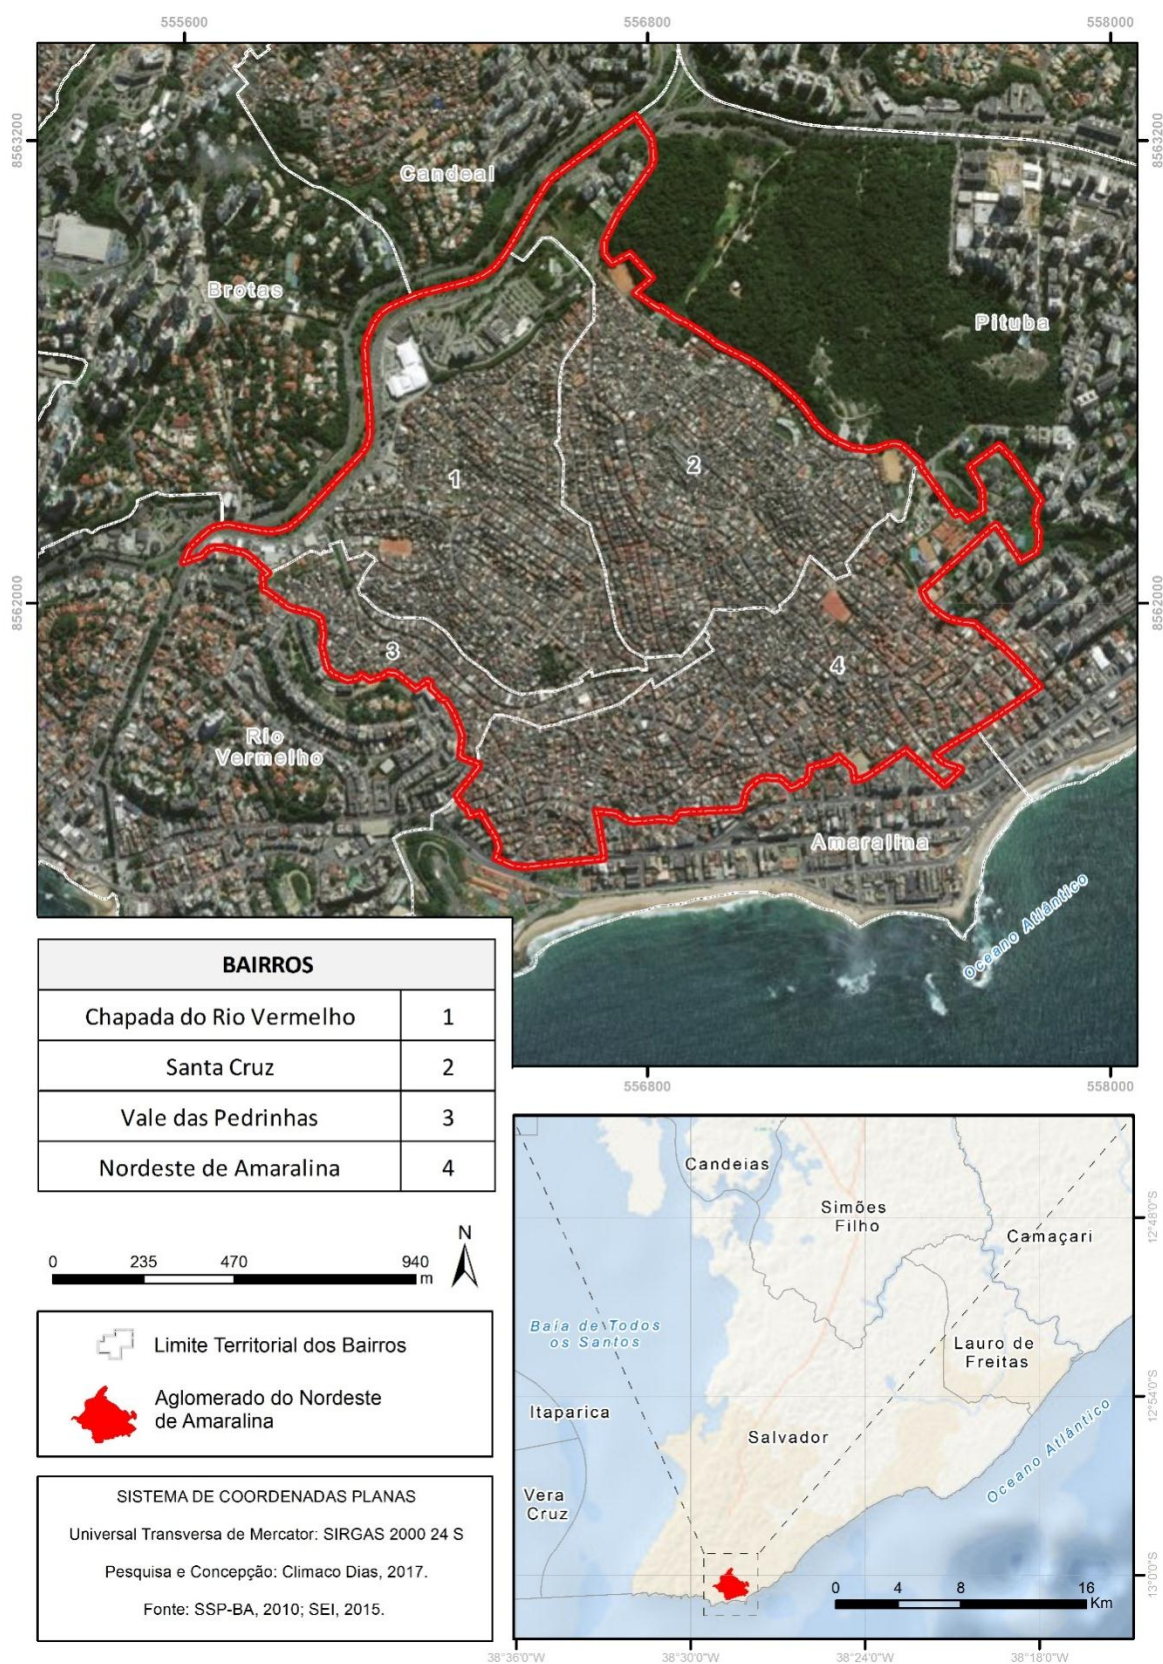 555600
556800
558000
8563200
8563200
Candeal
Brotas
Pituba
1
2
8562000
8562000
3
4
Rio
Vermelho
Amaralina
Oceano Atlântico
556800
558000
BAIRROS
Chapada do Rio Vermelho 1
Santa Cruz 2
Vale das Pedrinhas 3
Nordeste de Amaralina 4
N
0 235 470 940
m
Limite Territorial dos Bairros
Aglomerado do Nordeste
de Amaralina
SISTEMA DE COORDENADAS PLANAS
Universal Transversa de Mercator: SIRGAS 2000 24 S
Pesquisa e Concepção: Climaco Dias, 2017.
Fonte: SSP-BA, 2010; SEI, 2015.
Candeias
Simões
Filho
Camaçari
12°48'0"S
Baia de Todos
os Santos
Lauro de
Freitas
12°54'0"S
Itaparica
Salvador
Oceano Atlântico
Vera
Cruz
13°0'0"S
0 4 8 16
Km
38°36'0"W
38°30'0"W
38°24'0"W
38°18'0"W